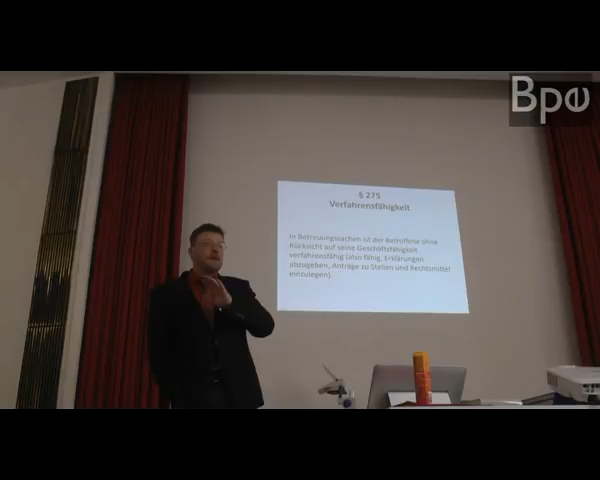 Bpe
§ 275
Verfahrensfähigkeit
In Betreuungssachen ist der Betroffene ohne
Rücksicht auf seine Geschäftsfähigkeit
verfahrensfähig (also fähig, Erklärungen
abzugeben, Anträge zu Stellen und Rechtsmittel
einzulegen).